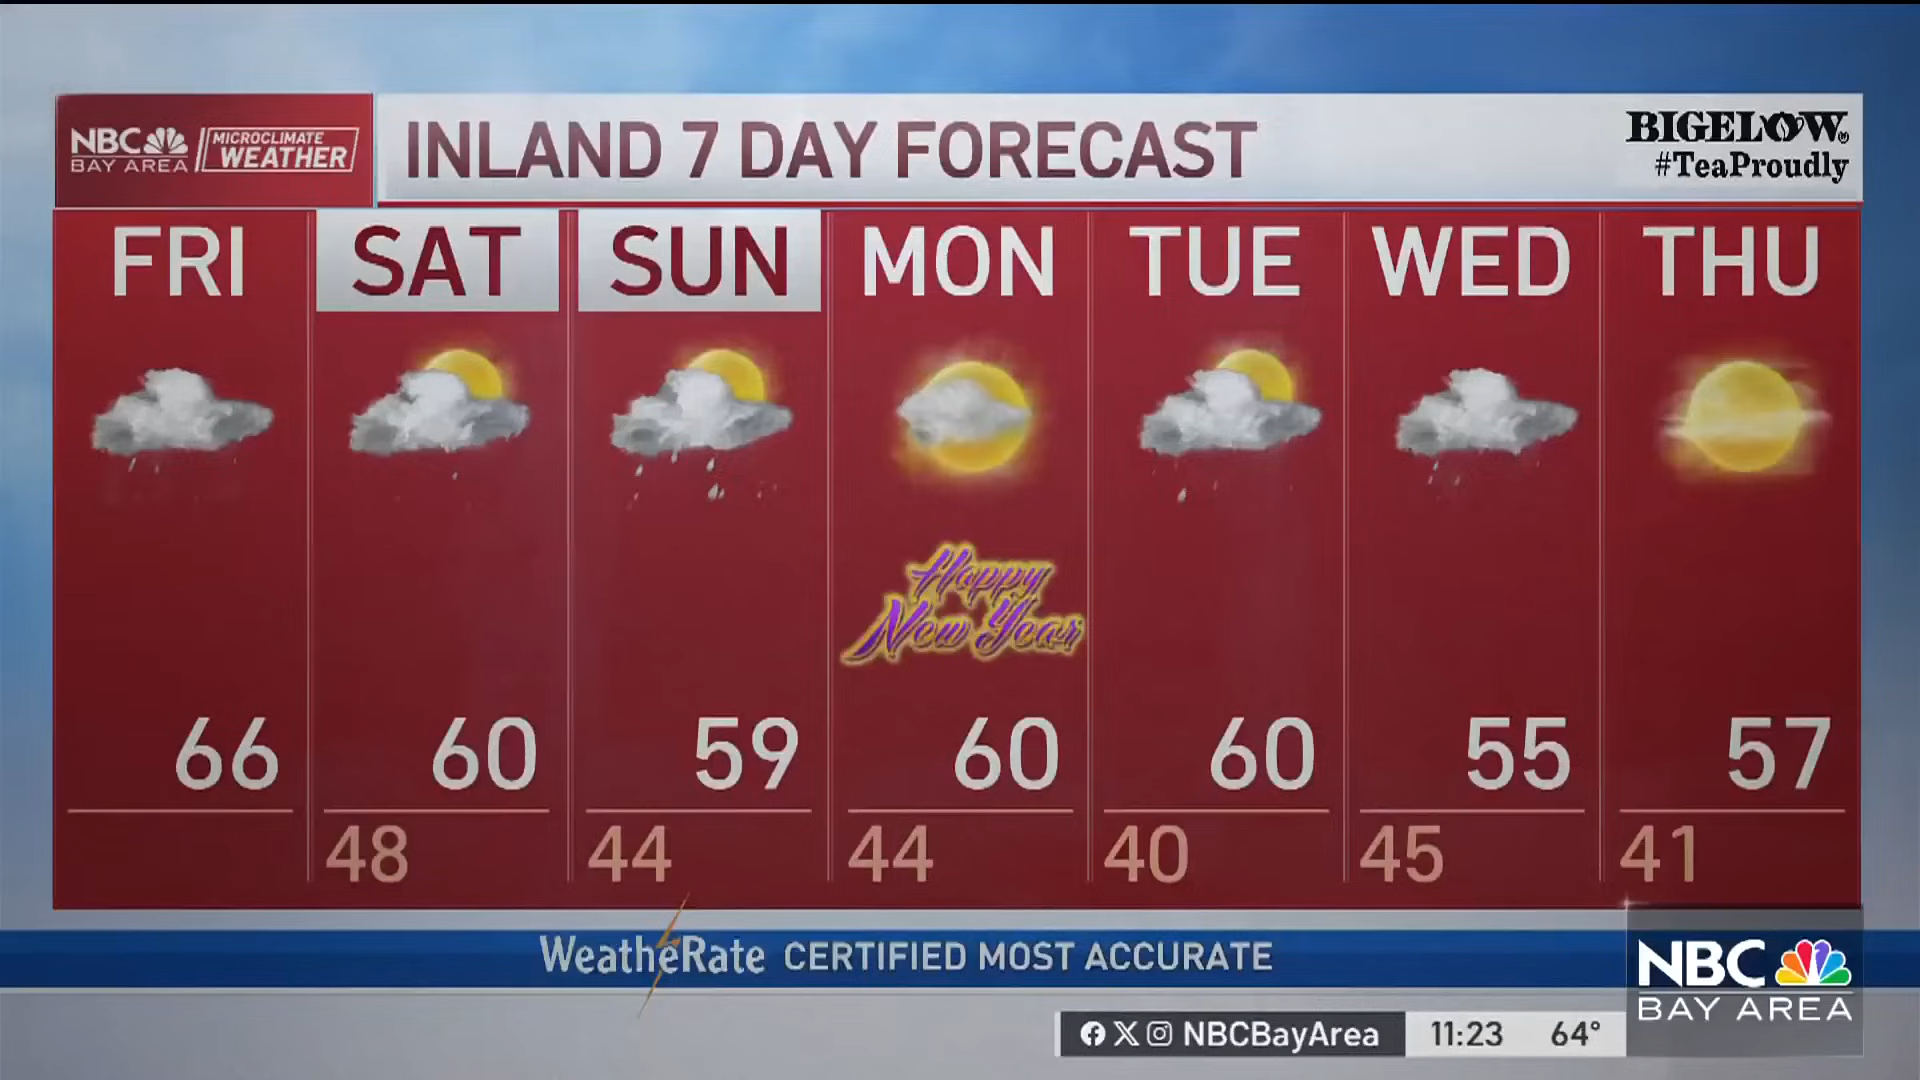 NBC BAY AREA MICROCLIMATE WEATHER
INLAND 7 DAY FORECAST
BIGELOW
#TeaProudly
FRI SAT SUN MON TUE WED THU
Happy
New Year
66 60 59 60 60 55 57
48 44 44 40 45 41
WeatheRate CERTIFIED MOST ACCURATE
NBC
BAY AREA
NBCBayArea 11:23 64°